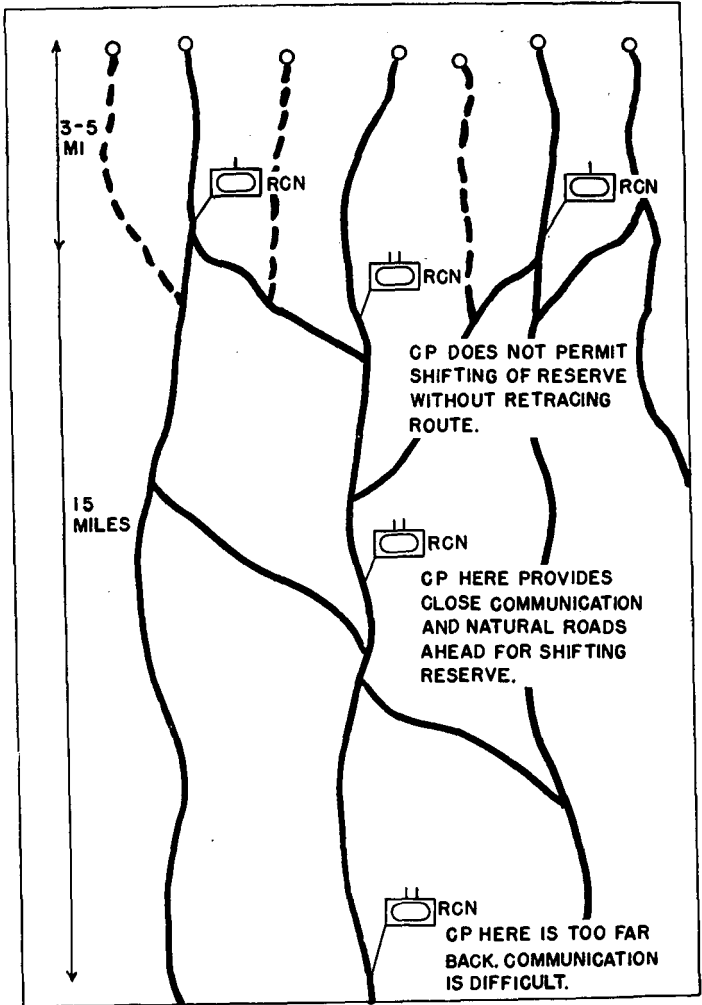 3-5
MI
RCN
RCN
RCN
CP DOES NOT PERMIT
SHIFTING OF RESERVE
WITHOUT RETRACING
ROUTE.
15
MILES
RCN
CP HERE PROVIDES
CLOSE COMMUNICATION
AND NATURAL ROADS
AHEAD FOR SHIFTING
RESERVE.
RCN
CP HERE IS TOO FAR
BACK. COMMUNICATION
IS DIFFICULT.